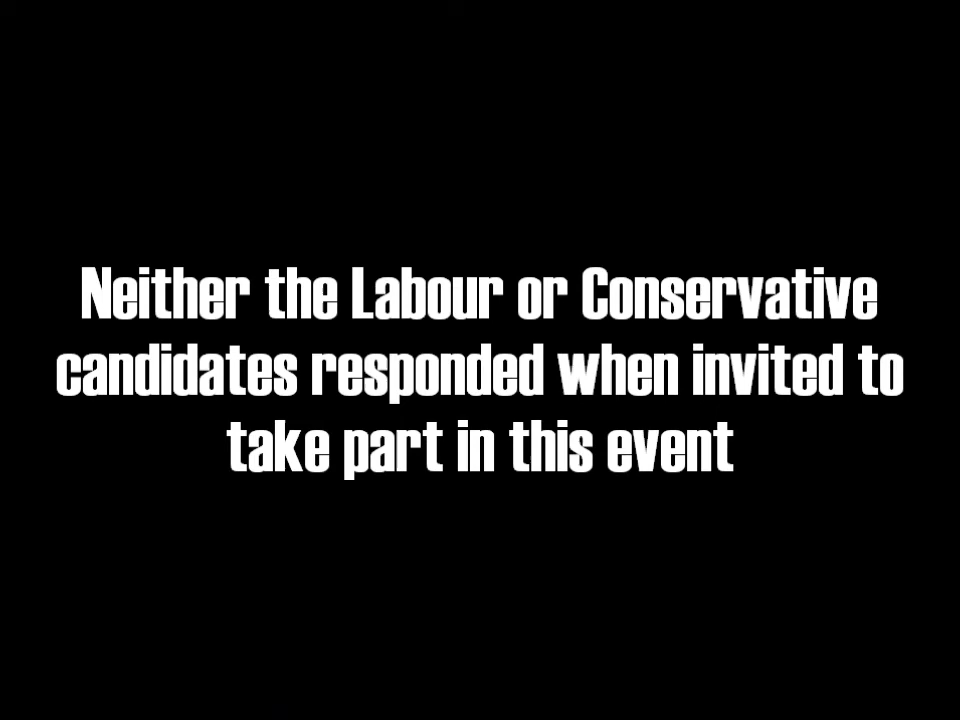 Neither the Labour or Conservative
candidates responded when invited to
take part in this event